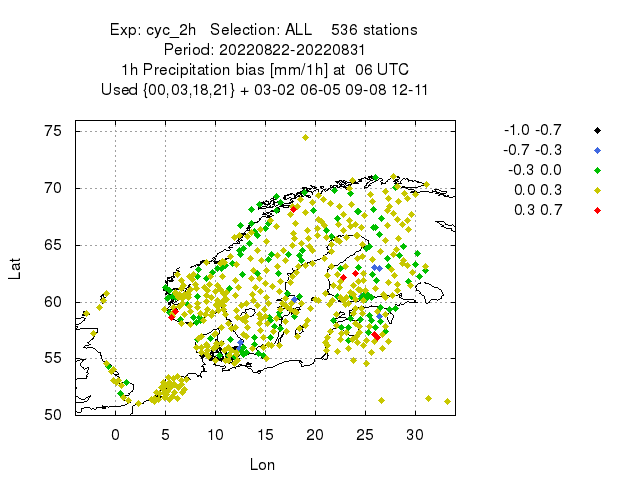 Exp: cyc_2h Selection: ALL 536 stations
Period: 20220822-20220831
1h Precipitation bias [mm/1h] at 06 UTC
Used {00,03,18,21} + 03-02 06-05 09-08 12-11
-1.0 -0.7
-0.7 -0.3
-0.3 0.0
0.0 0.3
0.3 0.7
75
70
65
60
55
50
Lat
0 5 10 15 20 25 30
Lon